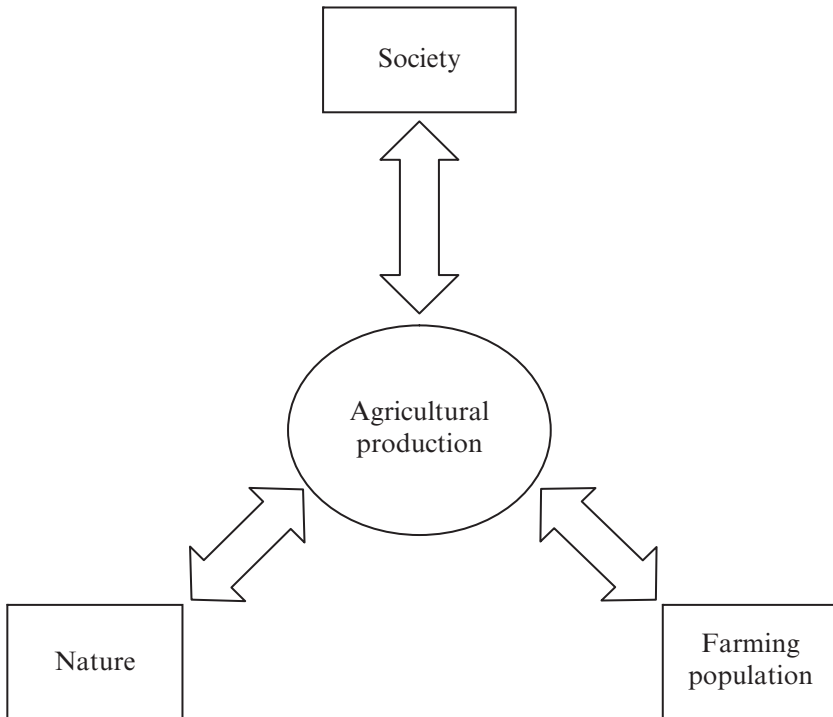 Society
Agricultural
production
Nature
Farming
population